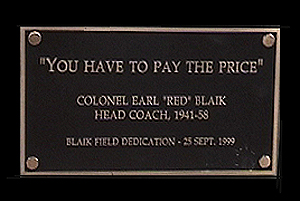 "YOU HAVE TO PAY THE PRICE"
COLONEL EARL "RED" BLAIK
HEAD COACH, 1941-58
BLAIK FIELD DEDICATION - 25 SEPT. 1999